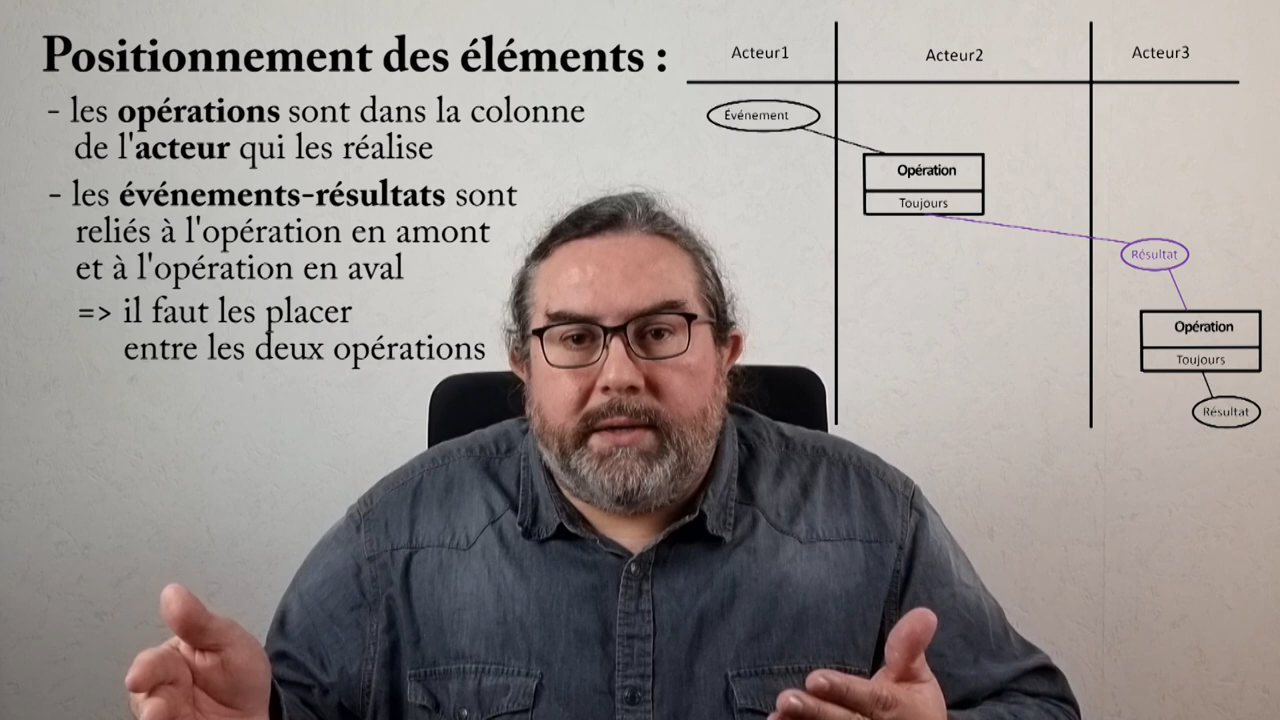 Positionnement des éléments :
- les opérations sont dans la colonne
de l'acteur qui les réalise
- les événements-résultats sont
reliés à l'opération en amont
et à l'opération en aval
=> il faut les placer
entre les deux opérations
Acteur1
Acteur2
Acteur3
Événement
Opération
Toujours
Résultat
Opération
Toujours
Résultat